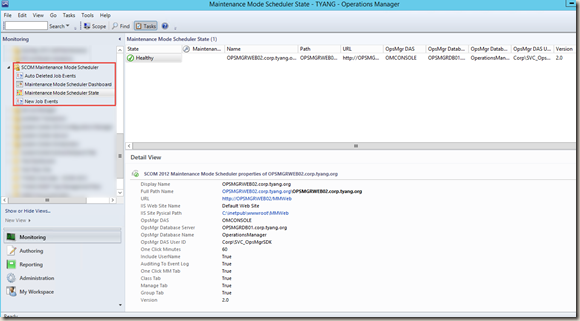 Maintenance Mode Scheduler State - TYANG - Operations Manager
File Edit View Go Tasks Tools Help
Search Scope Find Tasks
Monitoring
SCOM Maintenance Mode Scheduler
Auto Deleted Job Events
Maintenance Mode Scheduler Dashboard
Maintenance Mode Scheduler State
New Job Events
Show or Hide Views...
New View
Monitoring
Authoring
Reporting
Administration
My Workspace
Ready
Maintenance Mode Scheduler State (1)
State Maintenan... Name Path URL OpsMgr DAS OpsMgr Datab... OpsMgr Datab... OpsMgr DAS U... Version
Healthy OPSMGRWEB02.corp.tyang.org OPSMGRWEB0... http://OPSM... OMCONSOLE OPSMGRDB01... OperationsMan... Corp\SVC_Ops... 2.0
Detail View
SCOM 2012 Maintenance Mode Scheduler properties of OPSMGRWEB02.corp.tyang.org
Display Name OPSMGRWEB02.corp.tyang.org
Full Path Name OPSMGRWEB02.corp.tyang.org\OPSMGRWEB02.corp.tyang.org
URL http://OPSMGRWEB02/MMWeb
IIS Web Site Name Default Web Site
IIS Site Pysical Path C:\inetpub\wwwroot\MMWeb
OpsMgr DAS OMCONSOLE
OpsMgr Database Server OPSMGRDB01.corp.tyang.org
OpsMgr Database Name OperationsManager
OpsMgr DAS User ID Corp\SVC_OpsMgrSDK
One Click Minutes 60
Include UserName True
Auditing To Event Log True
One Click MM Tab True
Class Tab True
Manage Tab True
Group Tab True
Version 2.0